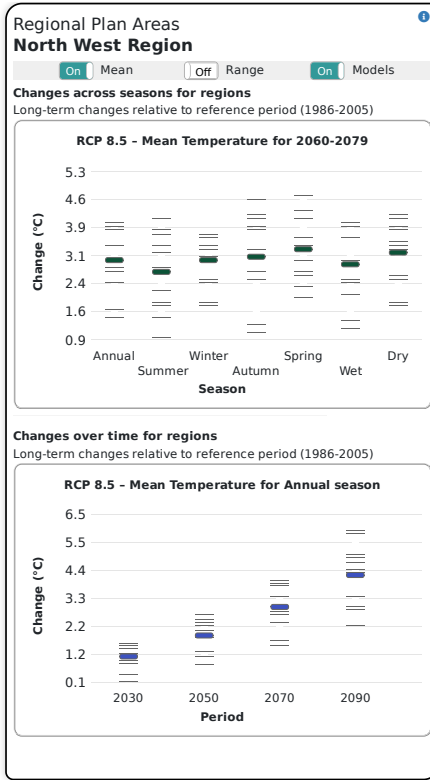 Regional Plan Areas
North West Region
On Mean Off Range On Models
Changes across seasons for regions
Long-term changes relative to reference period (1986-2005)
RCP 8.5 – Mean Temperature for 2060-2079
Change (°C)
5.3
4.6
3.9
3.1
2.4
1.6
0.9
Annual Winter Spring Dry
Summer Autumn Wet
Season
Changes over time for regions
Long-term changes relative to reference period (1986-2005)
RCP 8.5 – Mean Temperature for Annual season
Change (°C)
6.5
5.5
4.4
3.3
2.2
1.2
0.1
2030 2050 2070 2090
Period